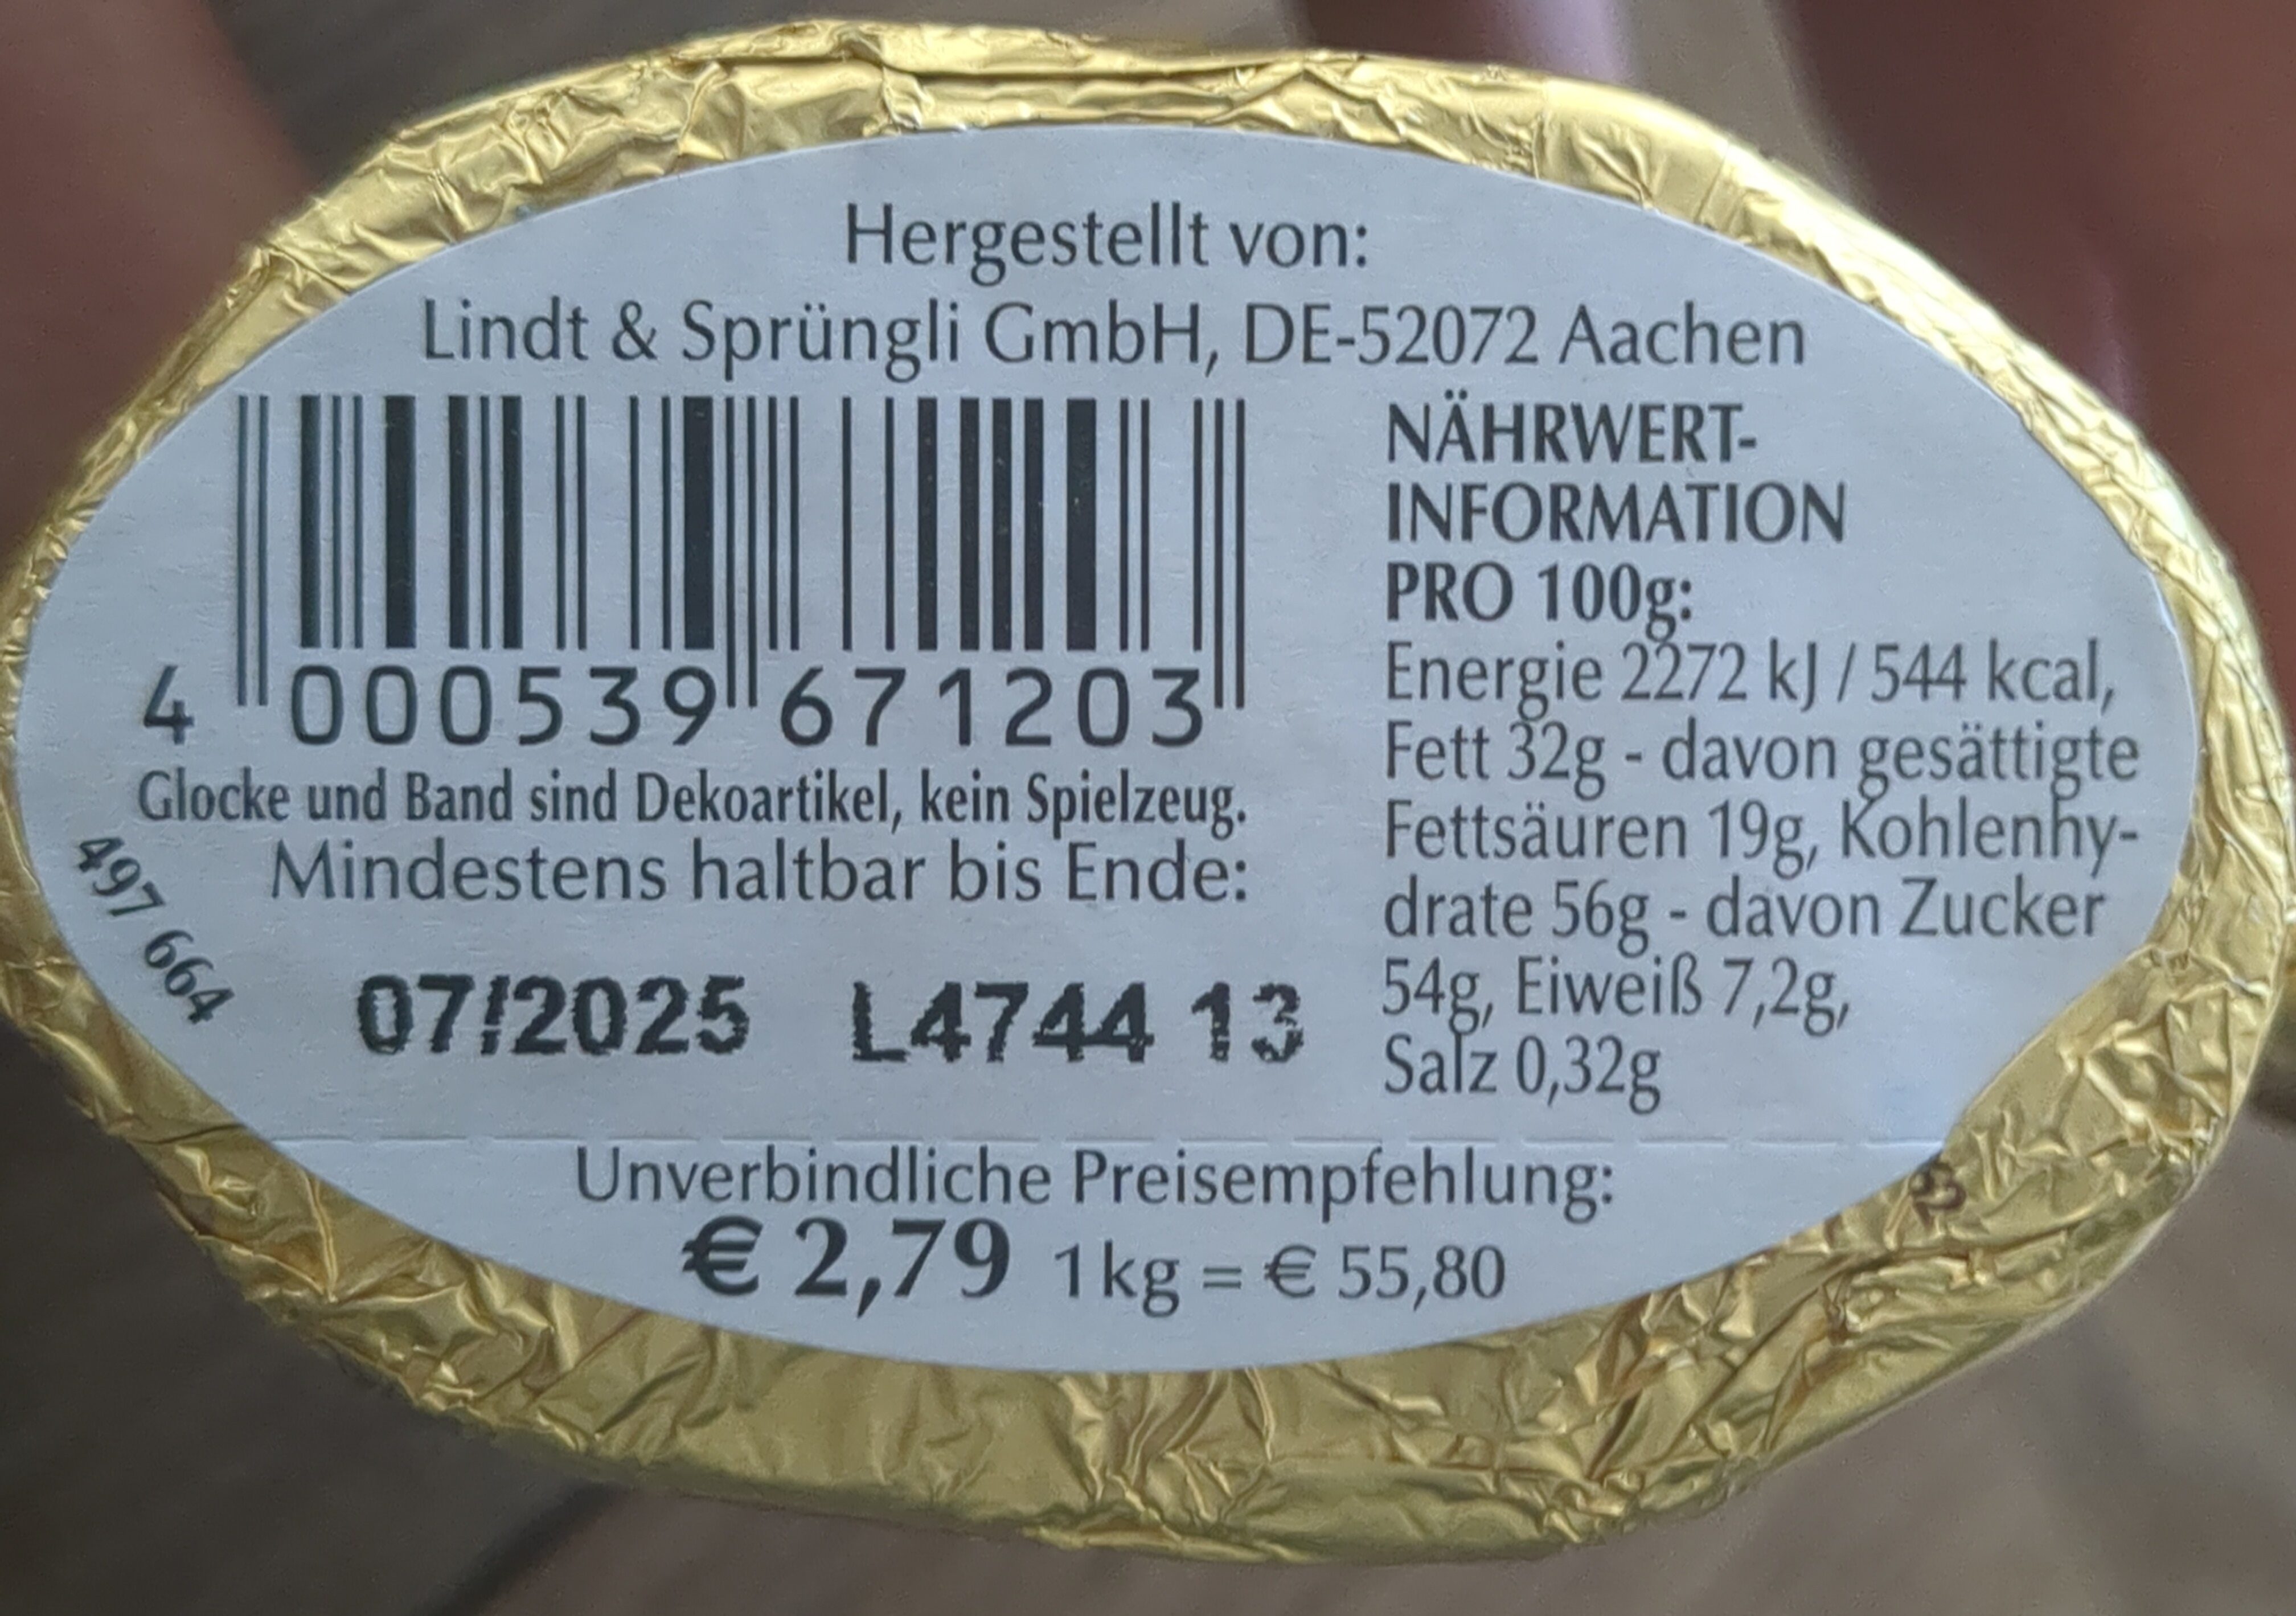 Hergestellt von:
Lindt & Sprüngli GmbH, DE-52072 Aachen
4 000539 671203
Glocke und Band sind Dekoartikel, kein Spielzeug.
Mindestens haltbar bis Ende:
497 664
07/2025 L4744 13
NÄHRWERT-
INFORMATION
PRO 100g:
Energie 2272 kJ / 544 kcal,
Fett 32g - davon gesättigte
Fettsäuren 19g, Kohlenhy-
drate 56g - davon Zucker
54g, Eiweiß 7,2g,
Salz 0,32g
Unverbindliche Preisempfehlung:
€ 2,79 1 kg = € 55,80